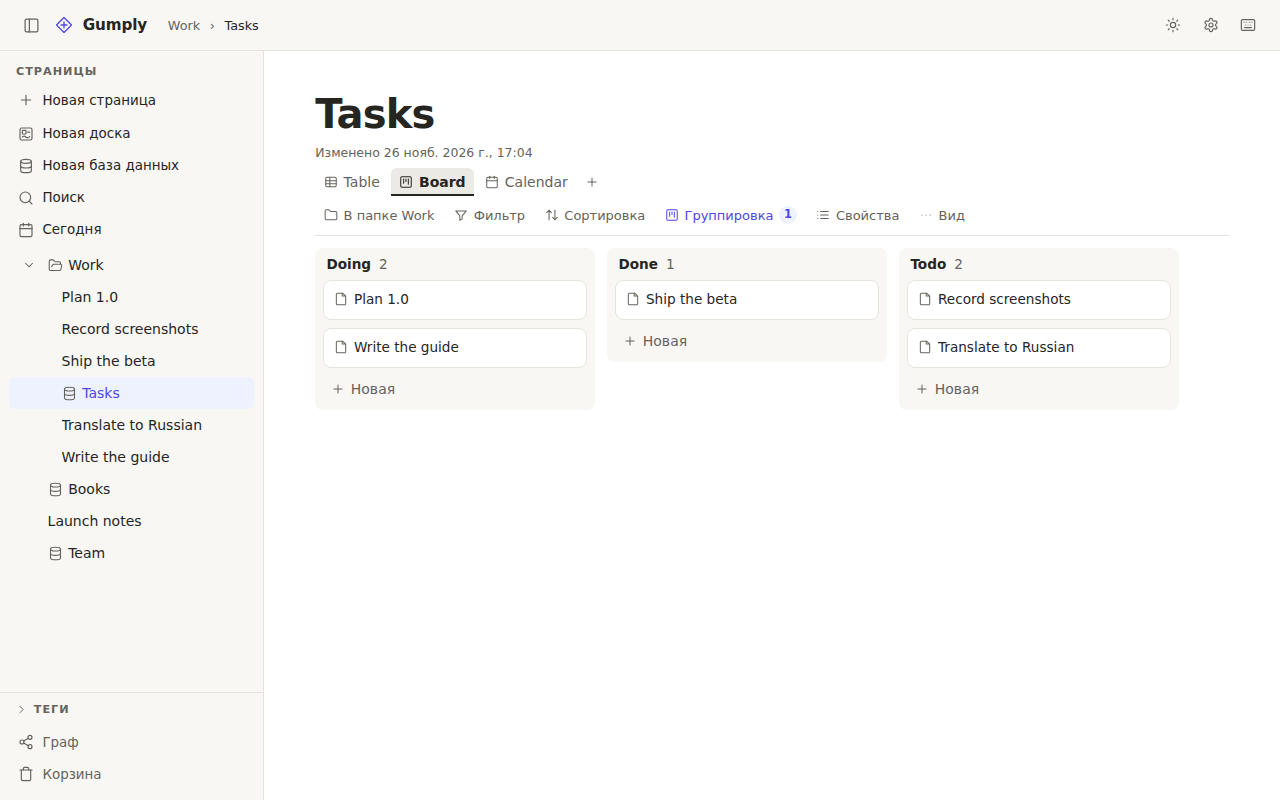 Gumply Work › Tasks
СТРАНИЦЫ
Новая страница
Новая доска
Новая база данных
Поиск
Сегодня
Work
Plan 1.0
Record screenshots
Ship the beta
Tasks
Translate to Russian
Write the guide
Books
Launch notes
Team
ТЕГИ
Граф
Корзина
Tasks
Изменено 26 нояб. 2026 г., 17:04
Table Board Calendar
В папке Work Фильтр Сортировка Группировка 1 Свойства Вид
Doing 2
Plan 1.0
Write the guide
Новая
Done 1
Ship the beta
Новая
Todo 2
Record screenshots
Translate to Russian
Новая